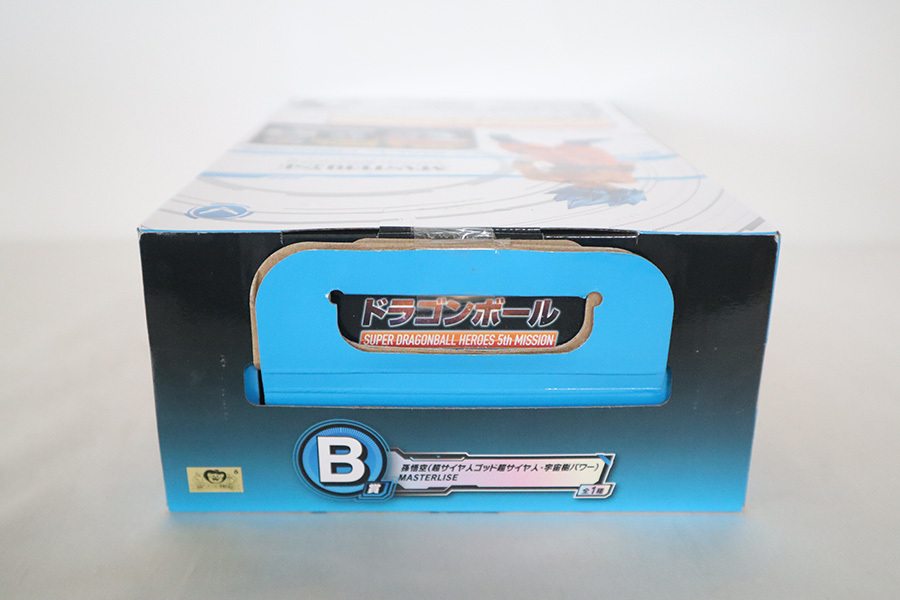 ドラゴンボール
SUPER DRAGONBALL HEROES 5th MISSION
B
賞
孫悟空(超サイヤ人ゴッド超サイヤ人・宇宙樹パワー)
MASTERLISE
全1種